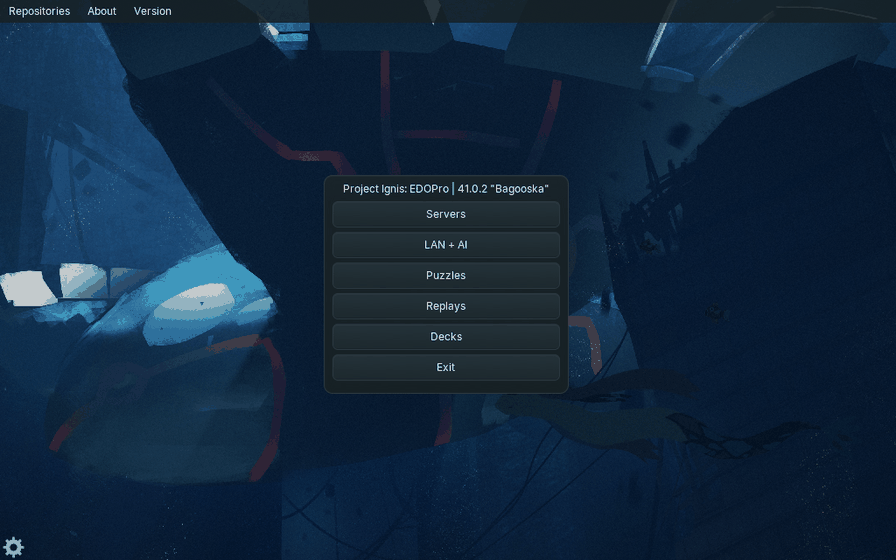 Repositories About Version
Project Ignis: EDOPro | 41.0.2 "Bagooska"
Servers
LAN + AI
Puzzles
Replays
Decks
Exit